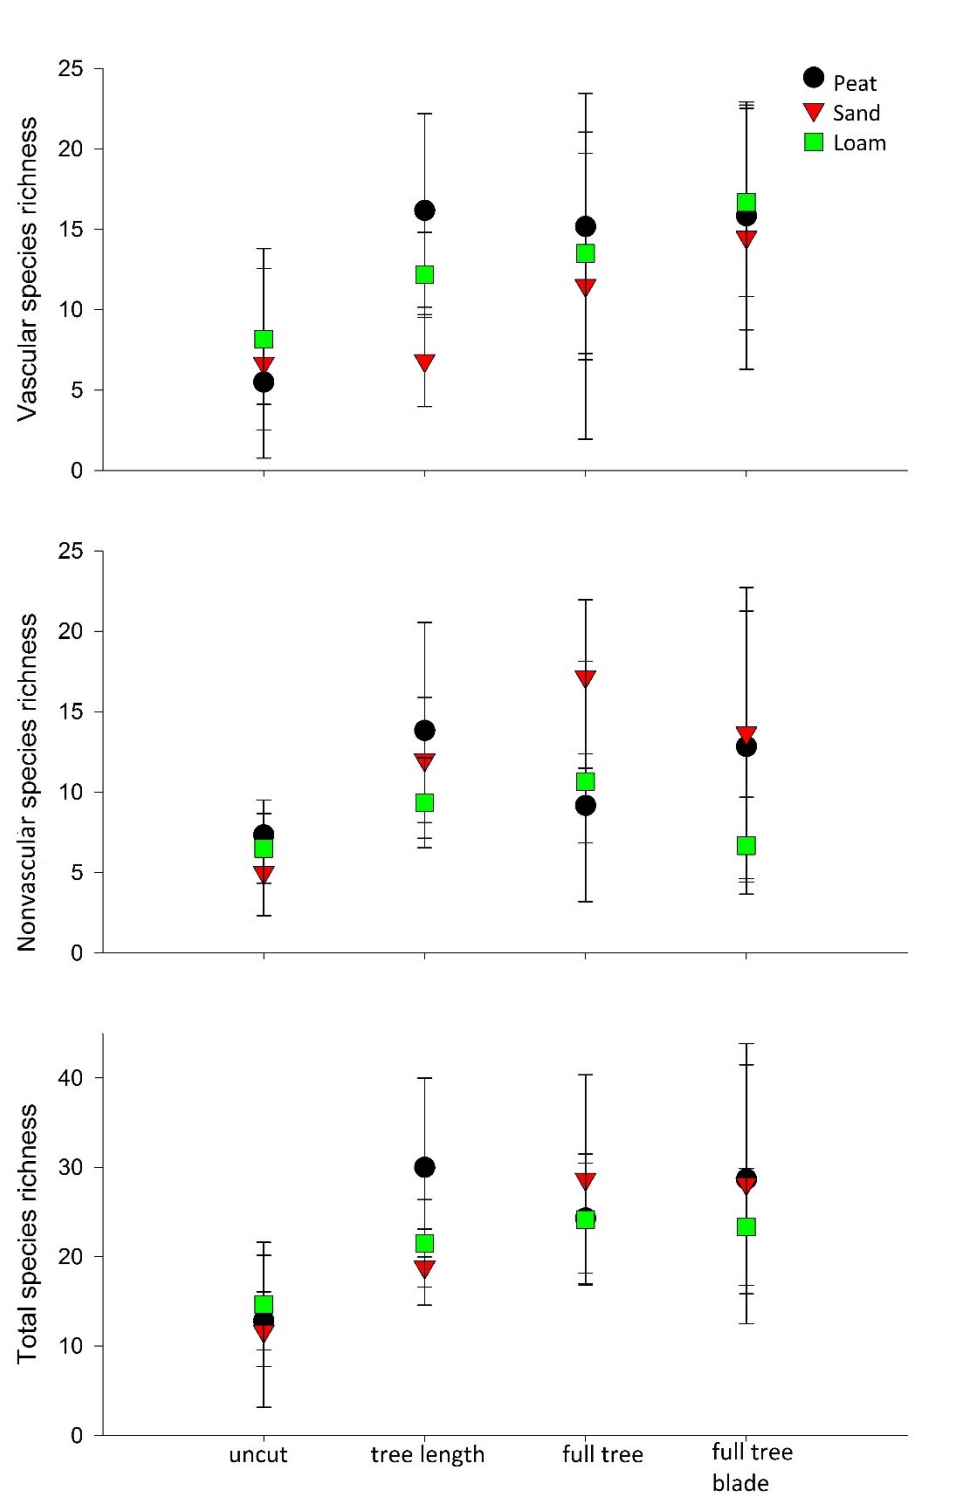 Vascular species richness
25
20
15
10
5
0
Peat
Sand
Loam
Nonvascular species richness
25
20
15
10
5
0
Total species richness
40
30
20
10
0
uncut
tree length
full tree
full tree
blade